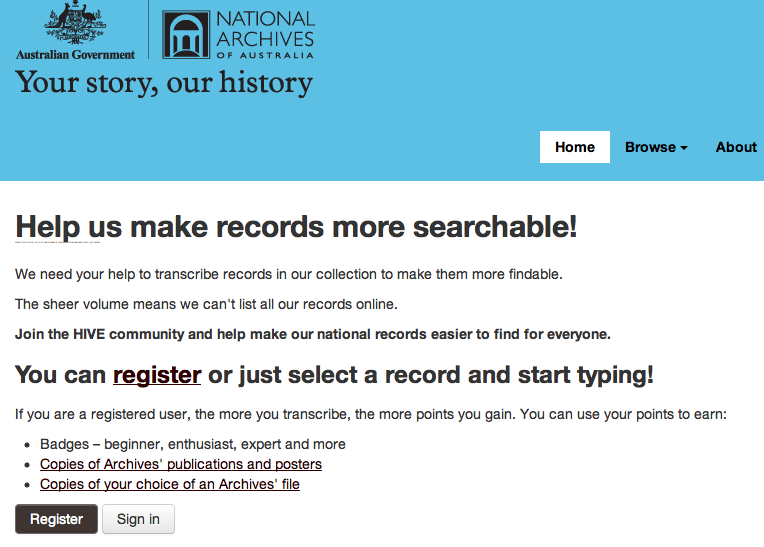 Australian Government
NATIONAL
ARCHIVES
OF AUSTRALIA
Your story, our history
Home Browse About
Help us make records more searchable!
We need your help to transcribe records in our collection to make them more findable.
The sheer volume means we can't list all our records online.
Join the HIVE community and help make our national records easier to find for everyone.
You can register or just select a record and start typing!
If you are a registered user, the more you transcribe, the more points you gain. You can use your points to earn:
• Badges – beginner, enthusiast, expert and more
• Copies of Archives' publications and posters
• Copies of your choice of an Archives' file
Register Sign in